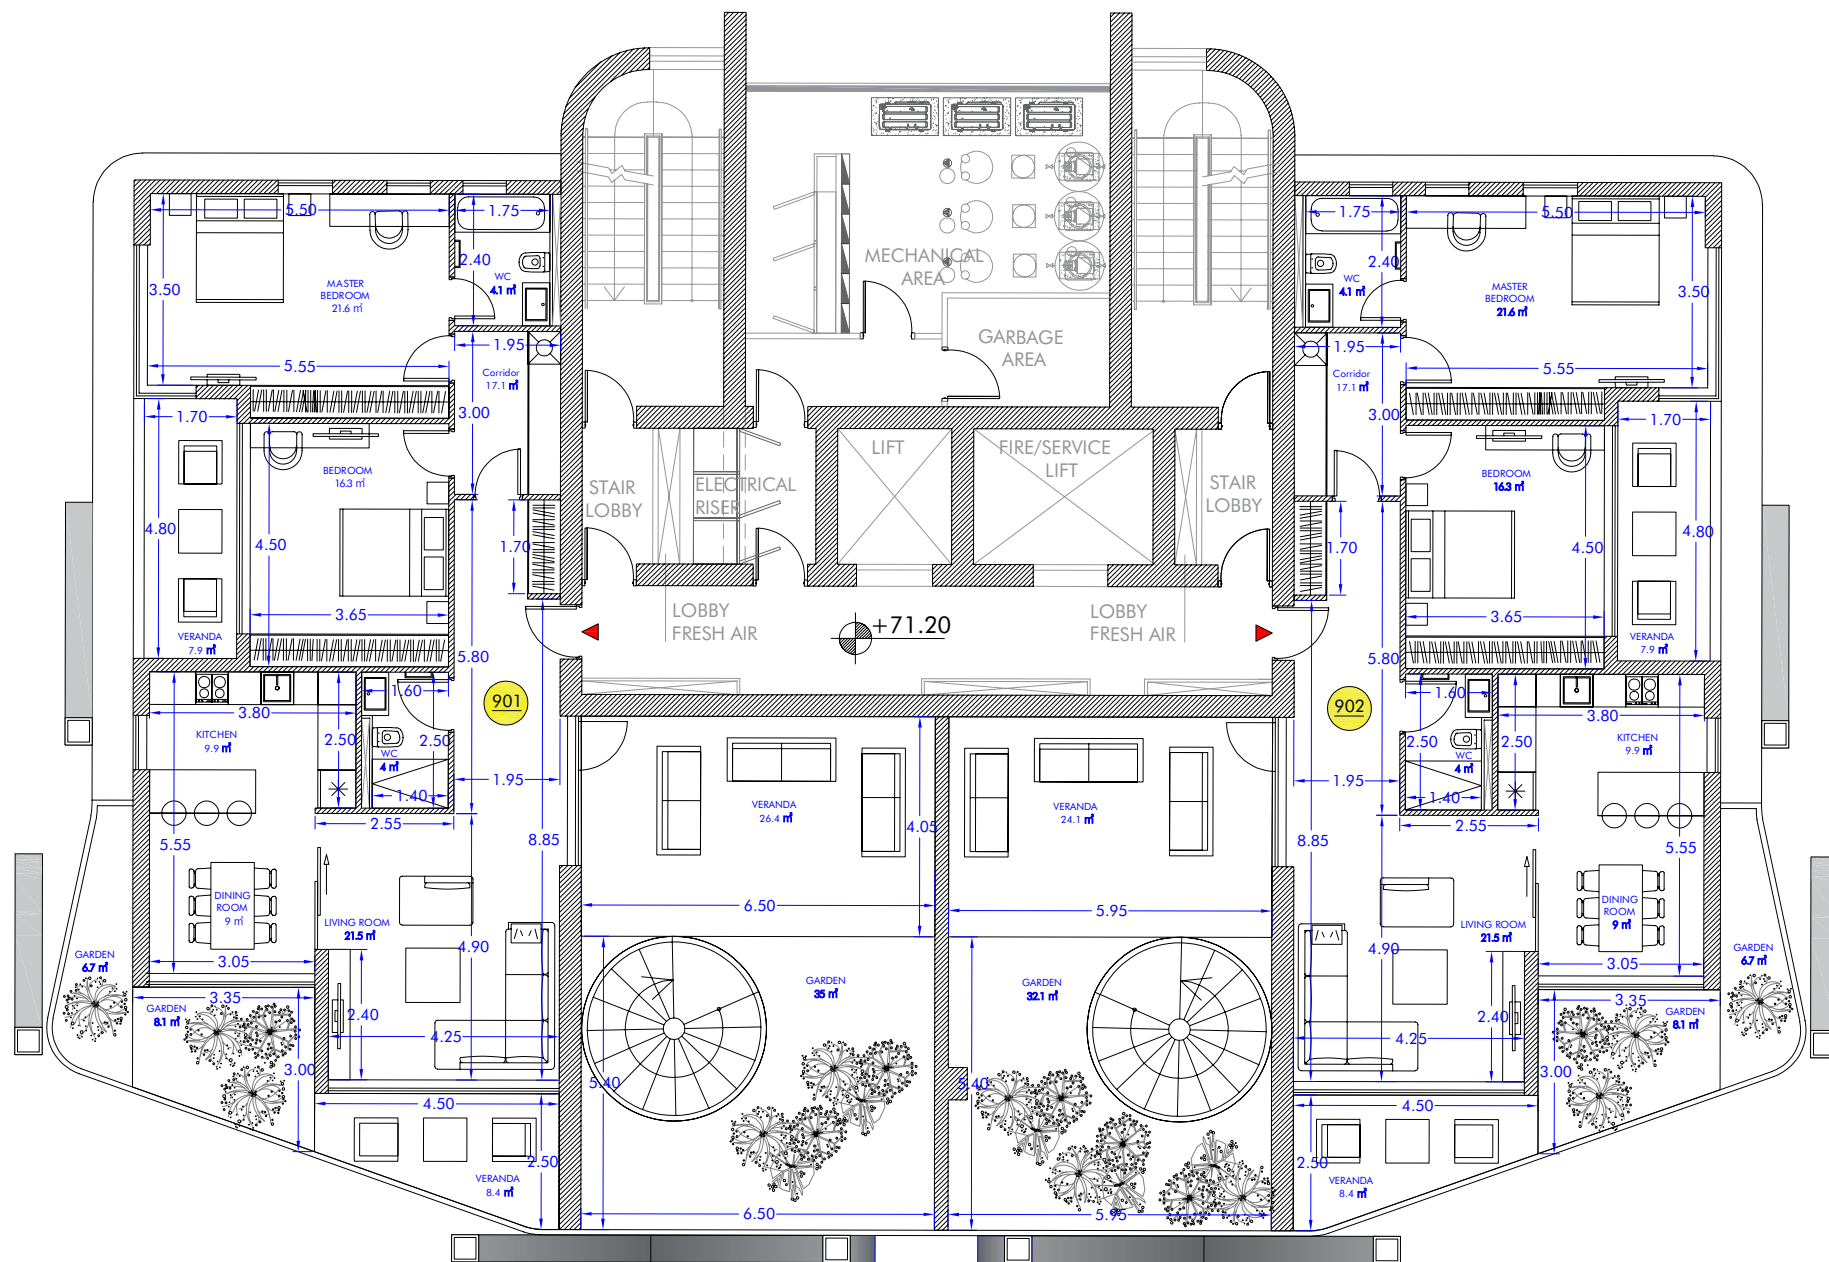 5.50
1.75
2.40
WC
4.1 m²
3.50
MASTER
BEDROOM
21.6 m²
5.55
1.95
Corridor
17.1 m²
3.00
1.70
BEDROOM
16.3 m²
4.80
4.50
1.70
3.65
VERANDA
7.9 m²
5.80
901
1.60
3.80
KITCHEN
9.9 m²
2.50
2.50
WC
4 m²
1.40
1.95
2.55
5.55
8.85
DINING
ROOM
9 m²
LIVING ROOM
21.5 m²
4.90
3.05
GARDEN
6.7 m²
3.35
GARDEN
8.1 m²
2.40
4.25
3.00
4.50
2.50
VERANDA
8.4 m²
MECHANICAL
AREA
GARBAGE
AREA
LIFT
FIRE/SERVICE
LIFT
STAIR
LOBBY
ELECTRICAL
RISER
STAIR
LOBBY
LOBBY
FRESH AIR
+71.20
LOBBY
FRESH AIR
VERANDA
26.4 m²
4.05
VERANDA
24.1 m²
6.50
5.95
GARDEN
35 m²
GARDEN
32.1 m²
5.40
5.40
6.50
5.95
1.75
5.50
2.40
WC
4.1 m²
MASTER
BEDROOM
21.6 m²
3.50
1.95
5.55
Corridor
17.1 m²
3.00
1.70
BEDROOM
16.3 m²
1.70
4.50
4.80
3.65
VERANDA
7.9 m²
5.80
902
1.60
3.80
KITCHEN
9.9 m²
2.50
2.50
WC
4 m²
1.95
1.40
2.55
8.85
5.55
DINING
ROOM
9 m²
LIVING ROOM
21.5 m²
4.90
3.05
GARDEN
6.7 m²
3.35
GARDEN
8.1 m²
2.40
4.25
3.00
4.50
2.50
VERANDA
8.4 m²